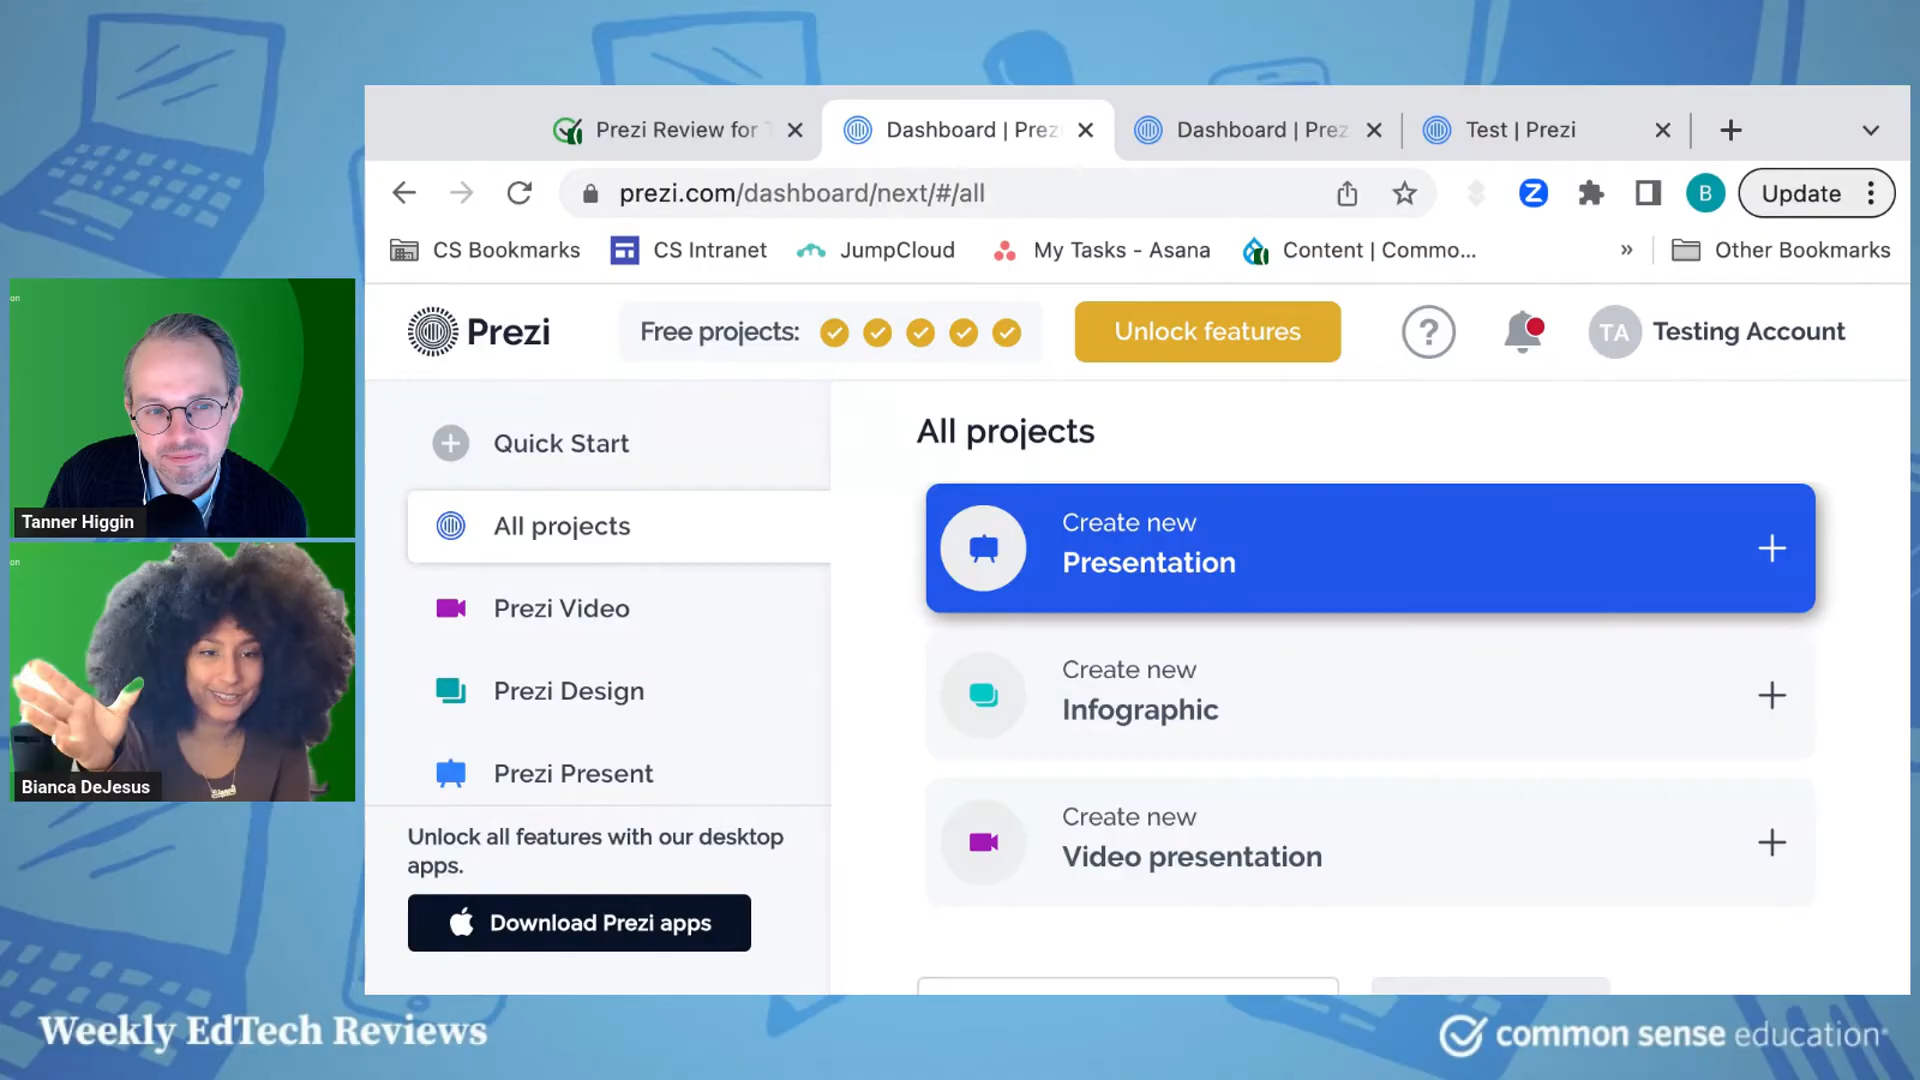 Prezi Review for
Dashboard | Prez
Dashboard | Prez
Test | Prezi
prezi.com/dashboard/next/#/all
B
Update
CS Bookmarks
CS Intranet
JumpCloud
My Tasks - Asana
Content | Commo...
»
Other Bookmarks
Prezi
Free projects:
Unlock features
?
TA
Testing Account
Quick Start
All projects
Prezi Video
Prezi Design
Prezi Present
Unlock all features with our desktop
apps.
Download Prezi apps
All projects
Create new
Presentation
Create new
Infographic
Create new
Video presentation
on
Tanner Higgin
on
Bianca DeJesus
Weekly EdTech Reviews
common sense education